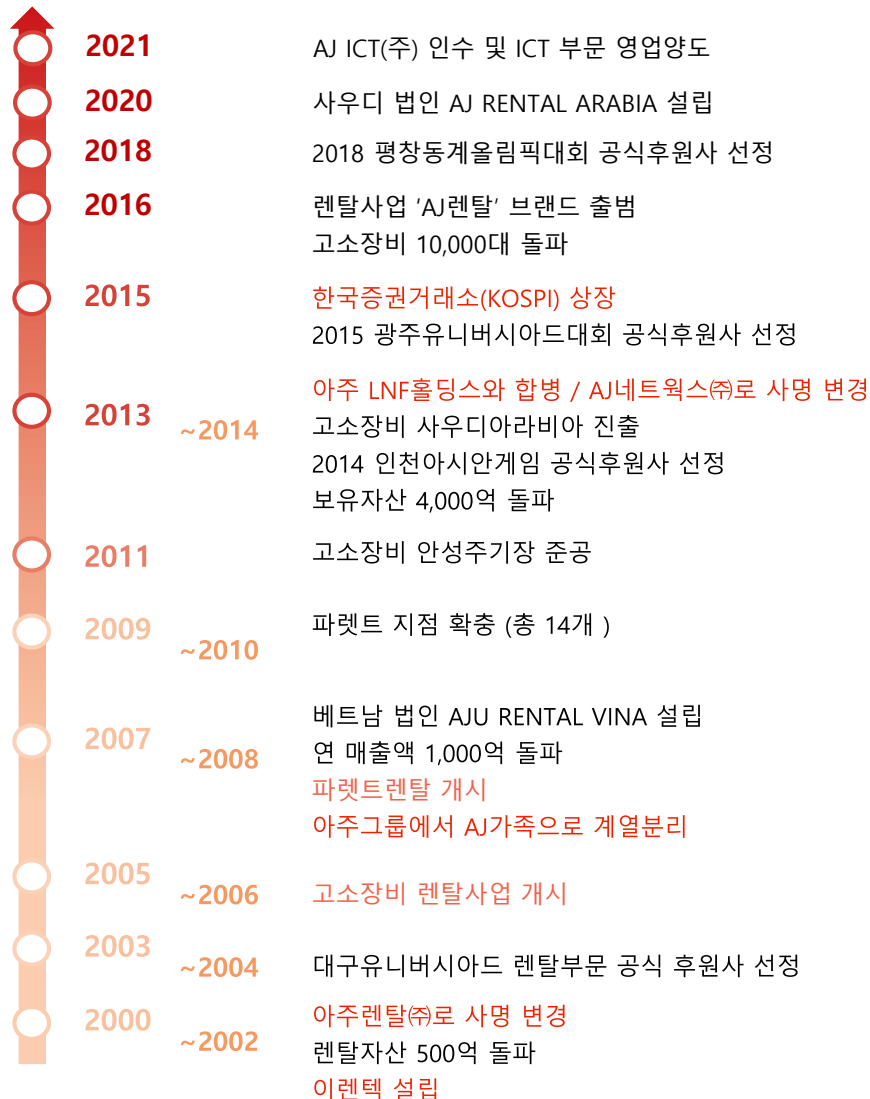 2021 AJ ICT(주) 인수 및 ICT 부문 영업양도
2020 사우디 법인 AJ RENTAL ARABIA 설립
2018 2018 평창동계올림픽대회 공식후원사 선정
2016 렌탈사업 ‘AJ렌탈’ 브랜드 출범
고소장비 10,000대 돌파
2015 한국증권거래소(KOSPI) 상장
2015 광주유니버시아드대회 공식후원사 선정
2013 ~2014 아주 LNF홀딩스와 합병 / AJ네트웍스㈜로 사명 변경
고소장비 사우디아라비아 진출
2014 인천아시안게임 공식후원사 선정
보유자산 4,000억 돌파
2011 고소장비 안성주기장 준공
2009 ~2010 파렛트 지점 확충 (총 14개 )
2007 ~2008 베트남 법인 AJU RENTAL VINA 설립
연 매출액 1,000억 돌파
파렛트렌탈 개시
아주그룹에서 AJ가족으로 계열분리
2005 ~2006 고소장비 렌탈사업 개시
2003 ~2004 대구유니버시아드 렌탈부문 공식 후원사 선정
2000 ~2002 아주렌탈㈜로 사명 변경
렌탈자산 500억 돌파
이렌텍 설립